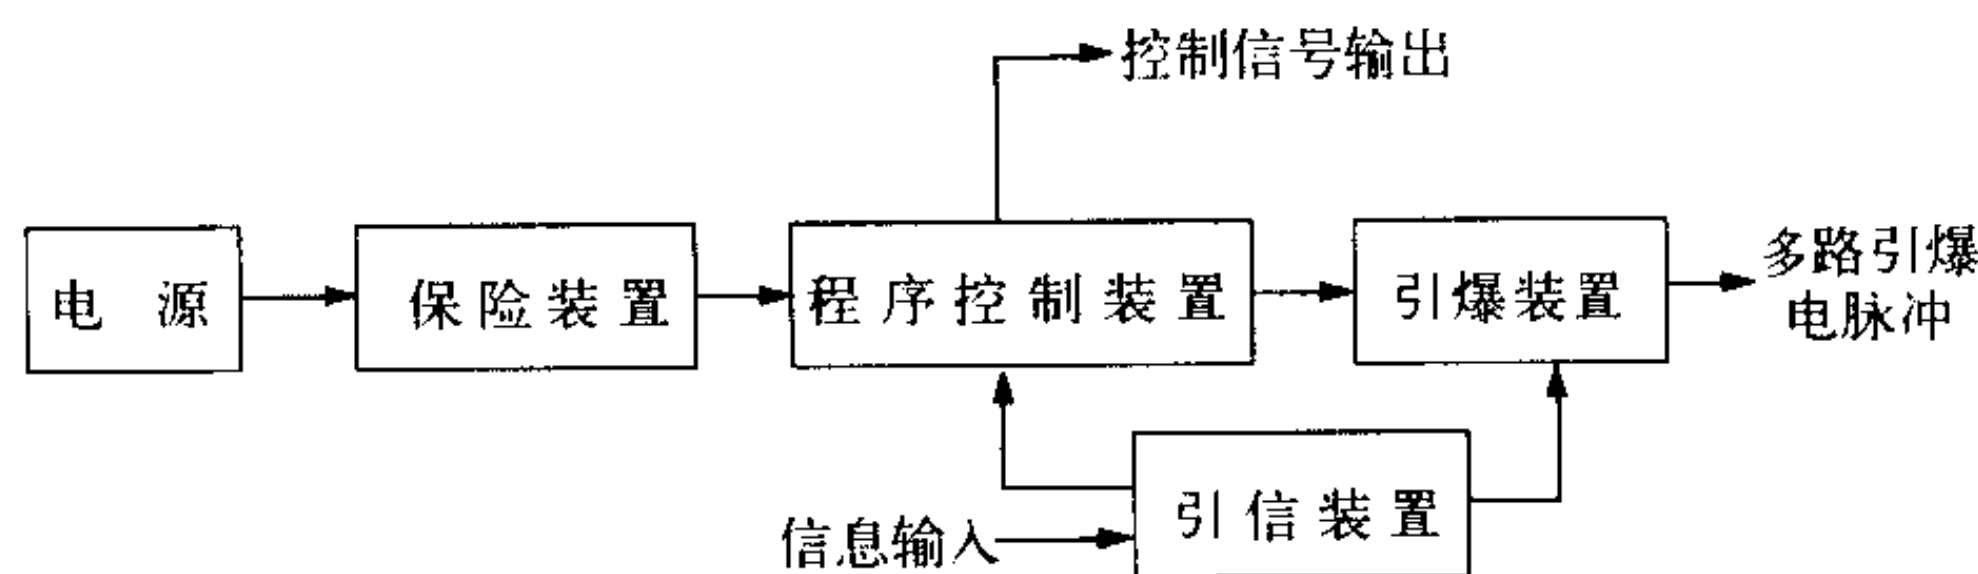 控制信号输出
电源
保险装置
程序控制装置
引爆装置
多路引爆
电脉冲
引信装置
信息输入